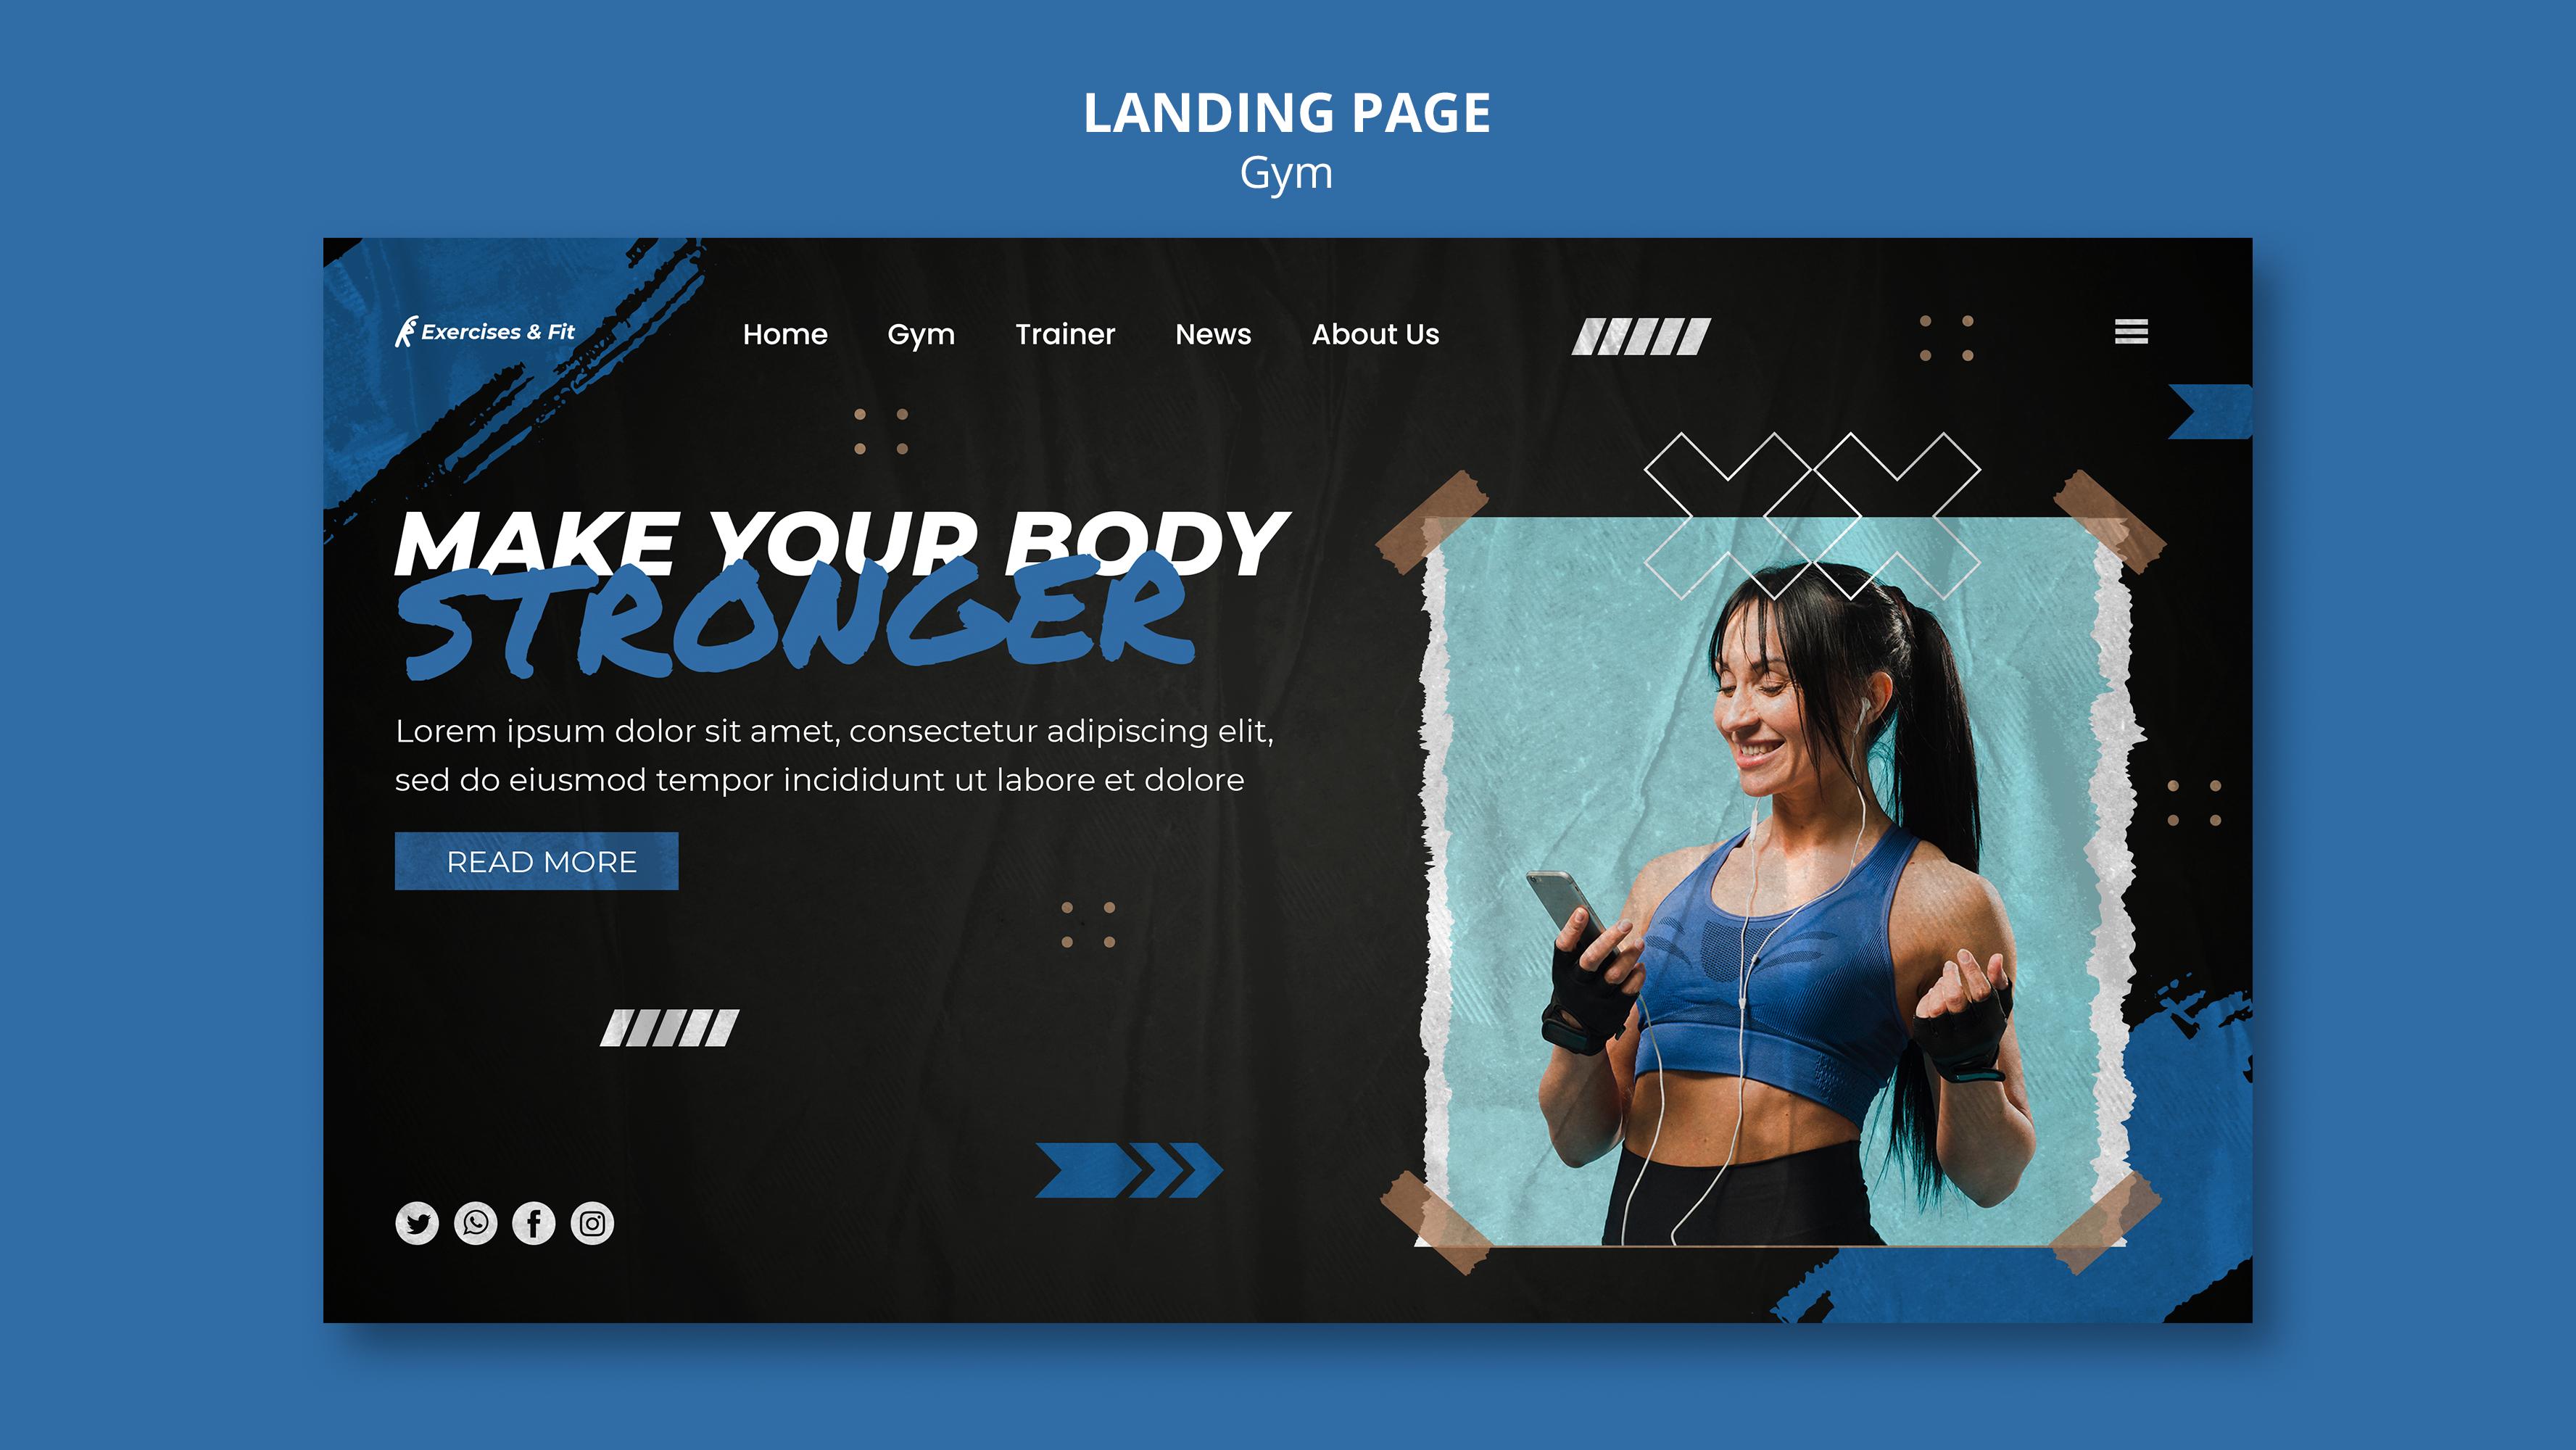 LANDING PAGE
Gym
Exercises & Fit
Home Gym Trainer News About Us
MAKE YOUR BODY
STRONGER
Lorem ipsum dolor sit amet, consectetur adipiscing elit,
sed do eiusmod tempor incididunt ut labore et dolore
READ MORE